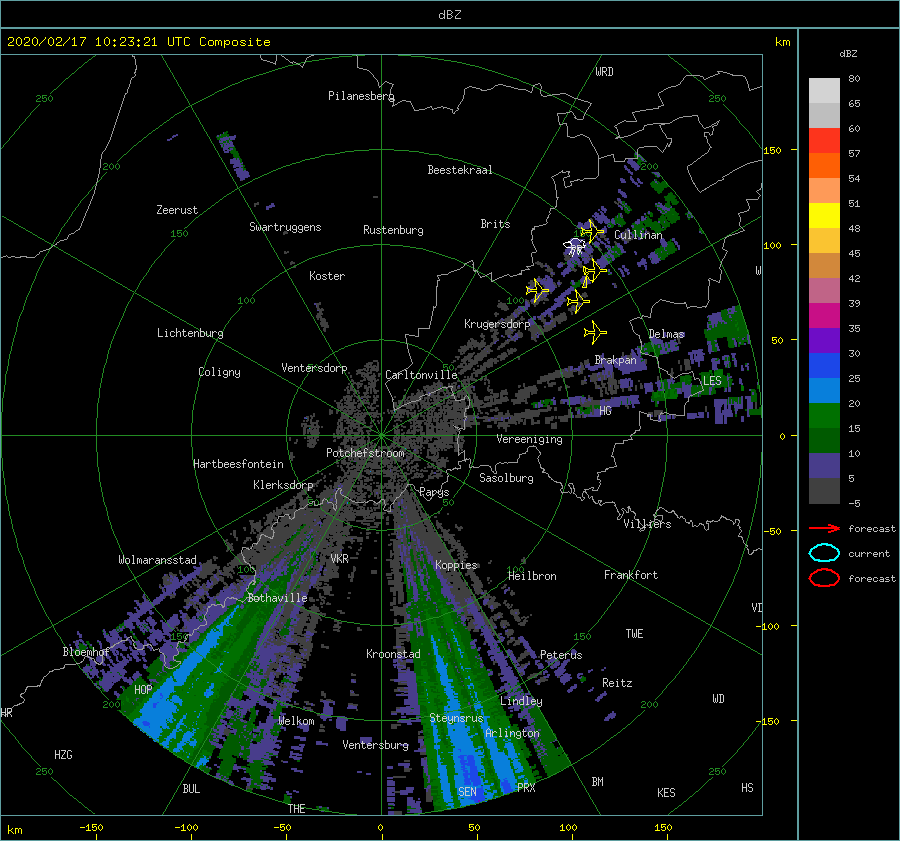 dBZ
2020/02/17 10:23:21 UTC Composite
km
dBZ
WRD
80
250
Pilanesberg
250
65
60
150
57
200
Beestekraal
200
54
Zeerust
51
150
Swartruggens
Rustenburg
Brits
Cullinan
48
100
45
W
Koster
42
100
100
39
Lichtenburg
Krugersdorp
Delmas
35
50
Brakpan
30
Coligny
Ventersdorp
Carltonville
LES
25
HG
20
Vereeniging
0
15
Potchefstroom
10
Hartbeesfontein
Klerksdorp
Sasolburg
5
Parys
50
50
-5
Villiers
forecast
-50
Wolmaransstad
VKR
Koppies
current
100
100
Heilbron
Frankfort
forecast
Bothaville
VI
-100
150
150
TWE
Bloemhof
Kroonstad
Peterus
HOP
Reitz
200
Lindley
200
WD
HR
Welkom
Steynsrus
-150
Arlington
HZG
Ventersburg
250
250
BUL
SEN
PRX
BM
KES
HS
THE
km
-150
-100
-50
0
50
100
150